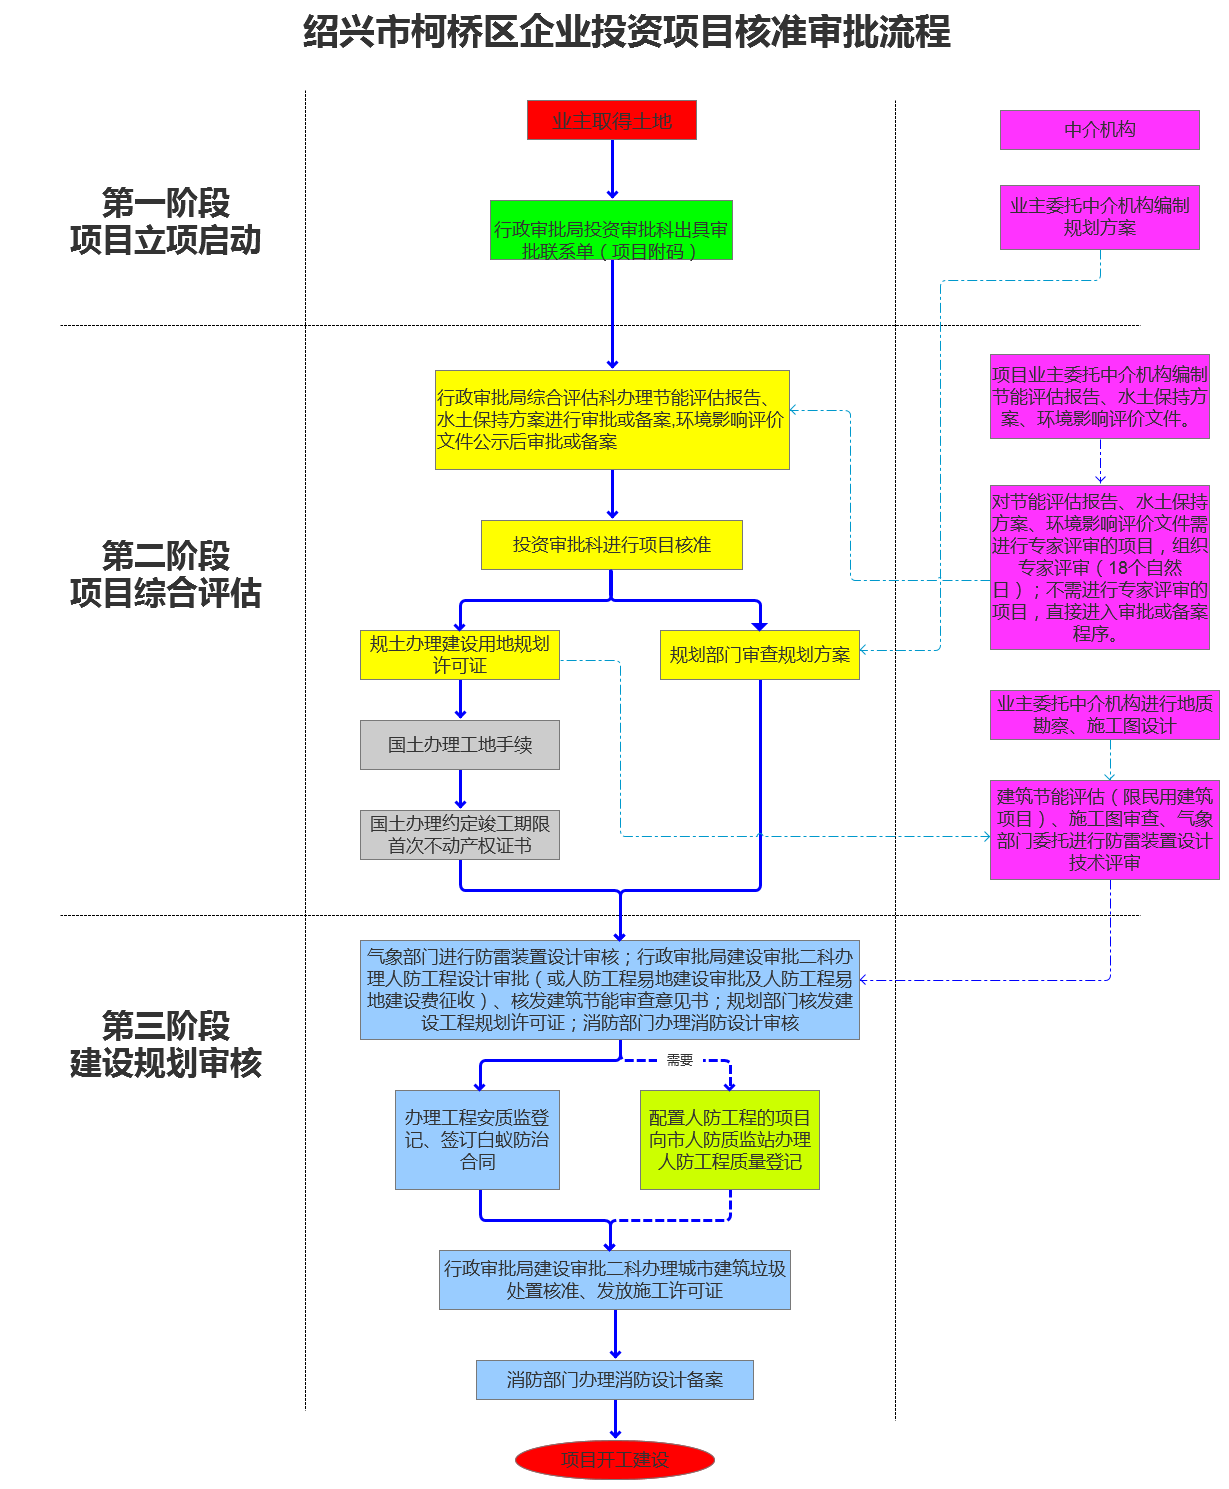 绍兴市柯桥区企业投资项目核准审批流程
第一阶段
项目立项启动
业主取得土地
行政审批局投资审批科出具审
批联系单（项目附码）
中介机构
业主委托中介机构编制
规划方案
第二阶段
项目综合评估
行政审批局综合评估科办理节能评估报告、
水土保持方案进行审批或备案,环境影响评价
文件公示后审批或备案
投资审批科进行项目核准
规土办理建设用地规划
许可证
规划部门审查规划方案
国土办理工地手续
国土办理约定竣工期限
首次不动产权证书
项目业主委托中介机构编制
节能评估报告、水土保持方
案、环境影响评价文件。
对节能评估报告、水土保持
方案、环境影响评价文件需
进行专家评审的项目，组织
专家评审（18个自然
日）；不需进行专家评审的
项目，直接进入审批或备案
程序。
业主委托中介机构进行地质
勘察、施工图设计
建筑节能评估（限民用建筑
项目）、施工图审查、气象
部门委托进行防雷装置设计
技术评审
第三阶段
建设规划审核
气象部门进行防雷装置设计审核；行政审批局建设审批二科办
理人防工程设计审批（或人防工程易地建设审批及人防工程易
地建设费征收）、核发建筑节能审查意见书；规划部门核发建
设工程规划许可证；消防部门办理消防设计审核
需要
办理工程安质监登
记、签订白蚁防治
合同
配置人防工程的项目
向市人防质监站办理
人防工程质量登记
行政审批局建设审批二科办理城市建筑垃圾
处置核准、发放施工许可证
消防部门办理消防设计备案
项目开工建设